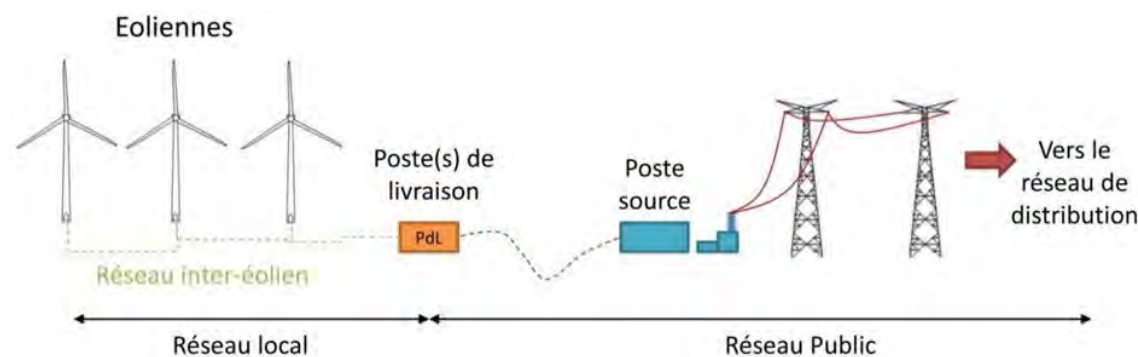 Eoliennes
Poste(s) de
livraison
Poste
source
Vers le
réseau de
distribution
PdL
Réseau inter-éolien
Réseau local
Réseau Public